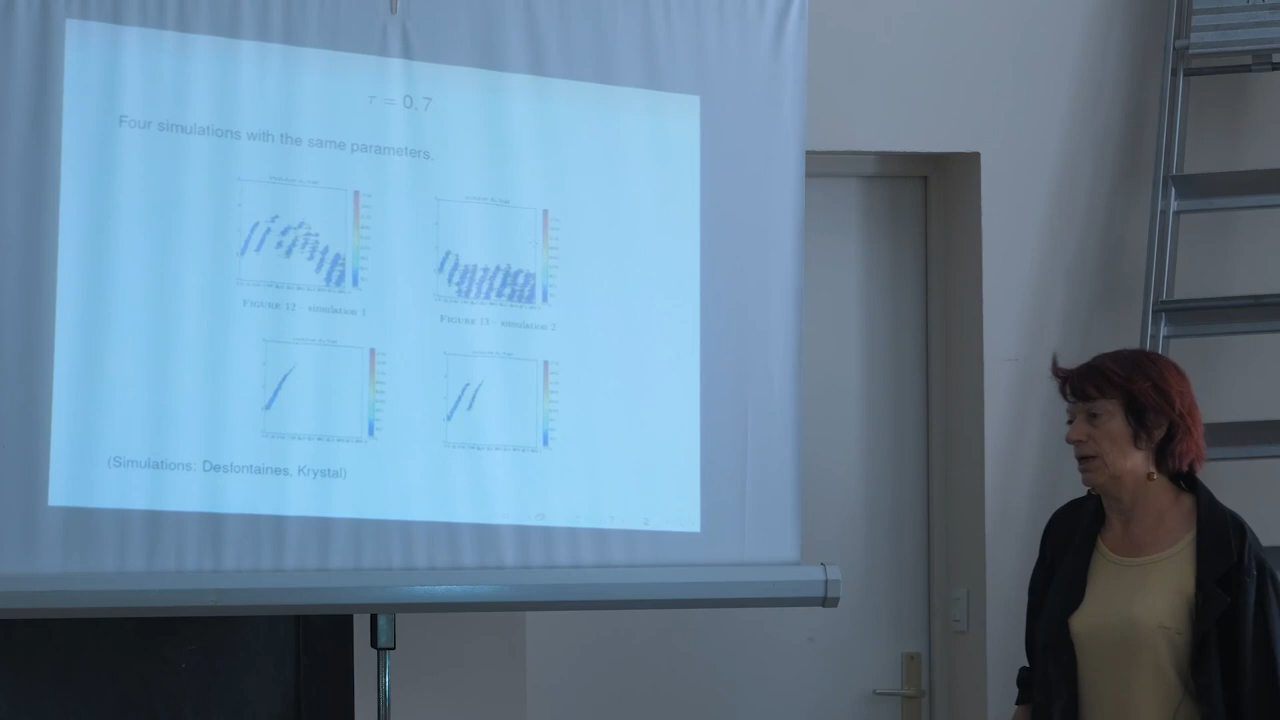 τ = 0.7
Four simulations with the same parameters.
FIGURE 12 – simulation 1
FIGURE 13 – simulation 2
(Simulations: Desfontaines, Krystal)